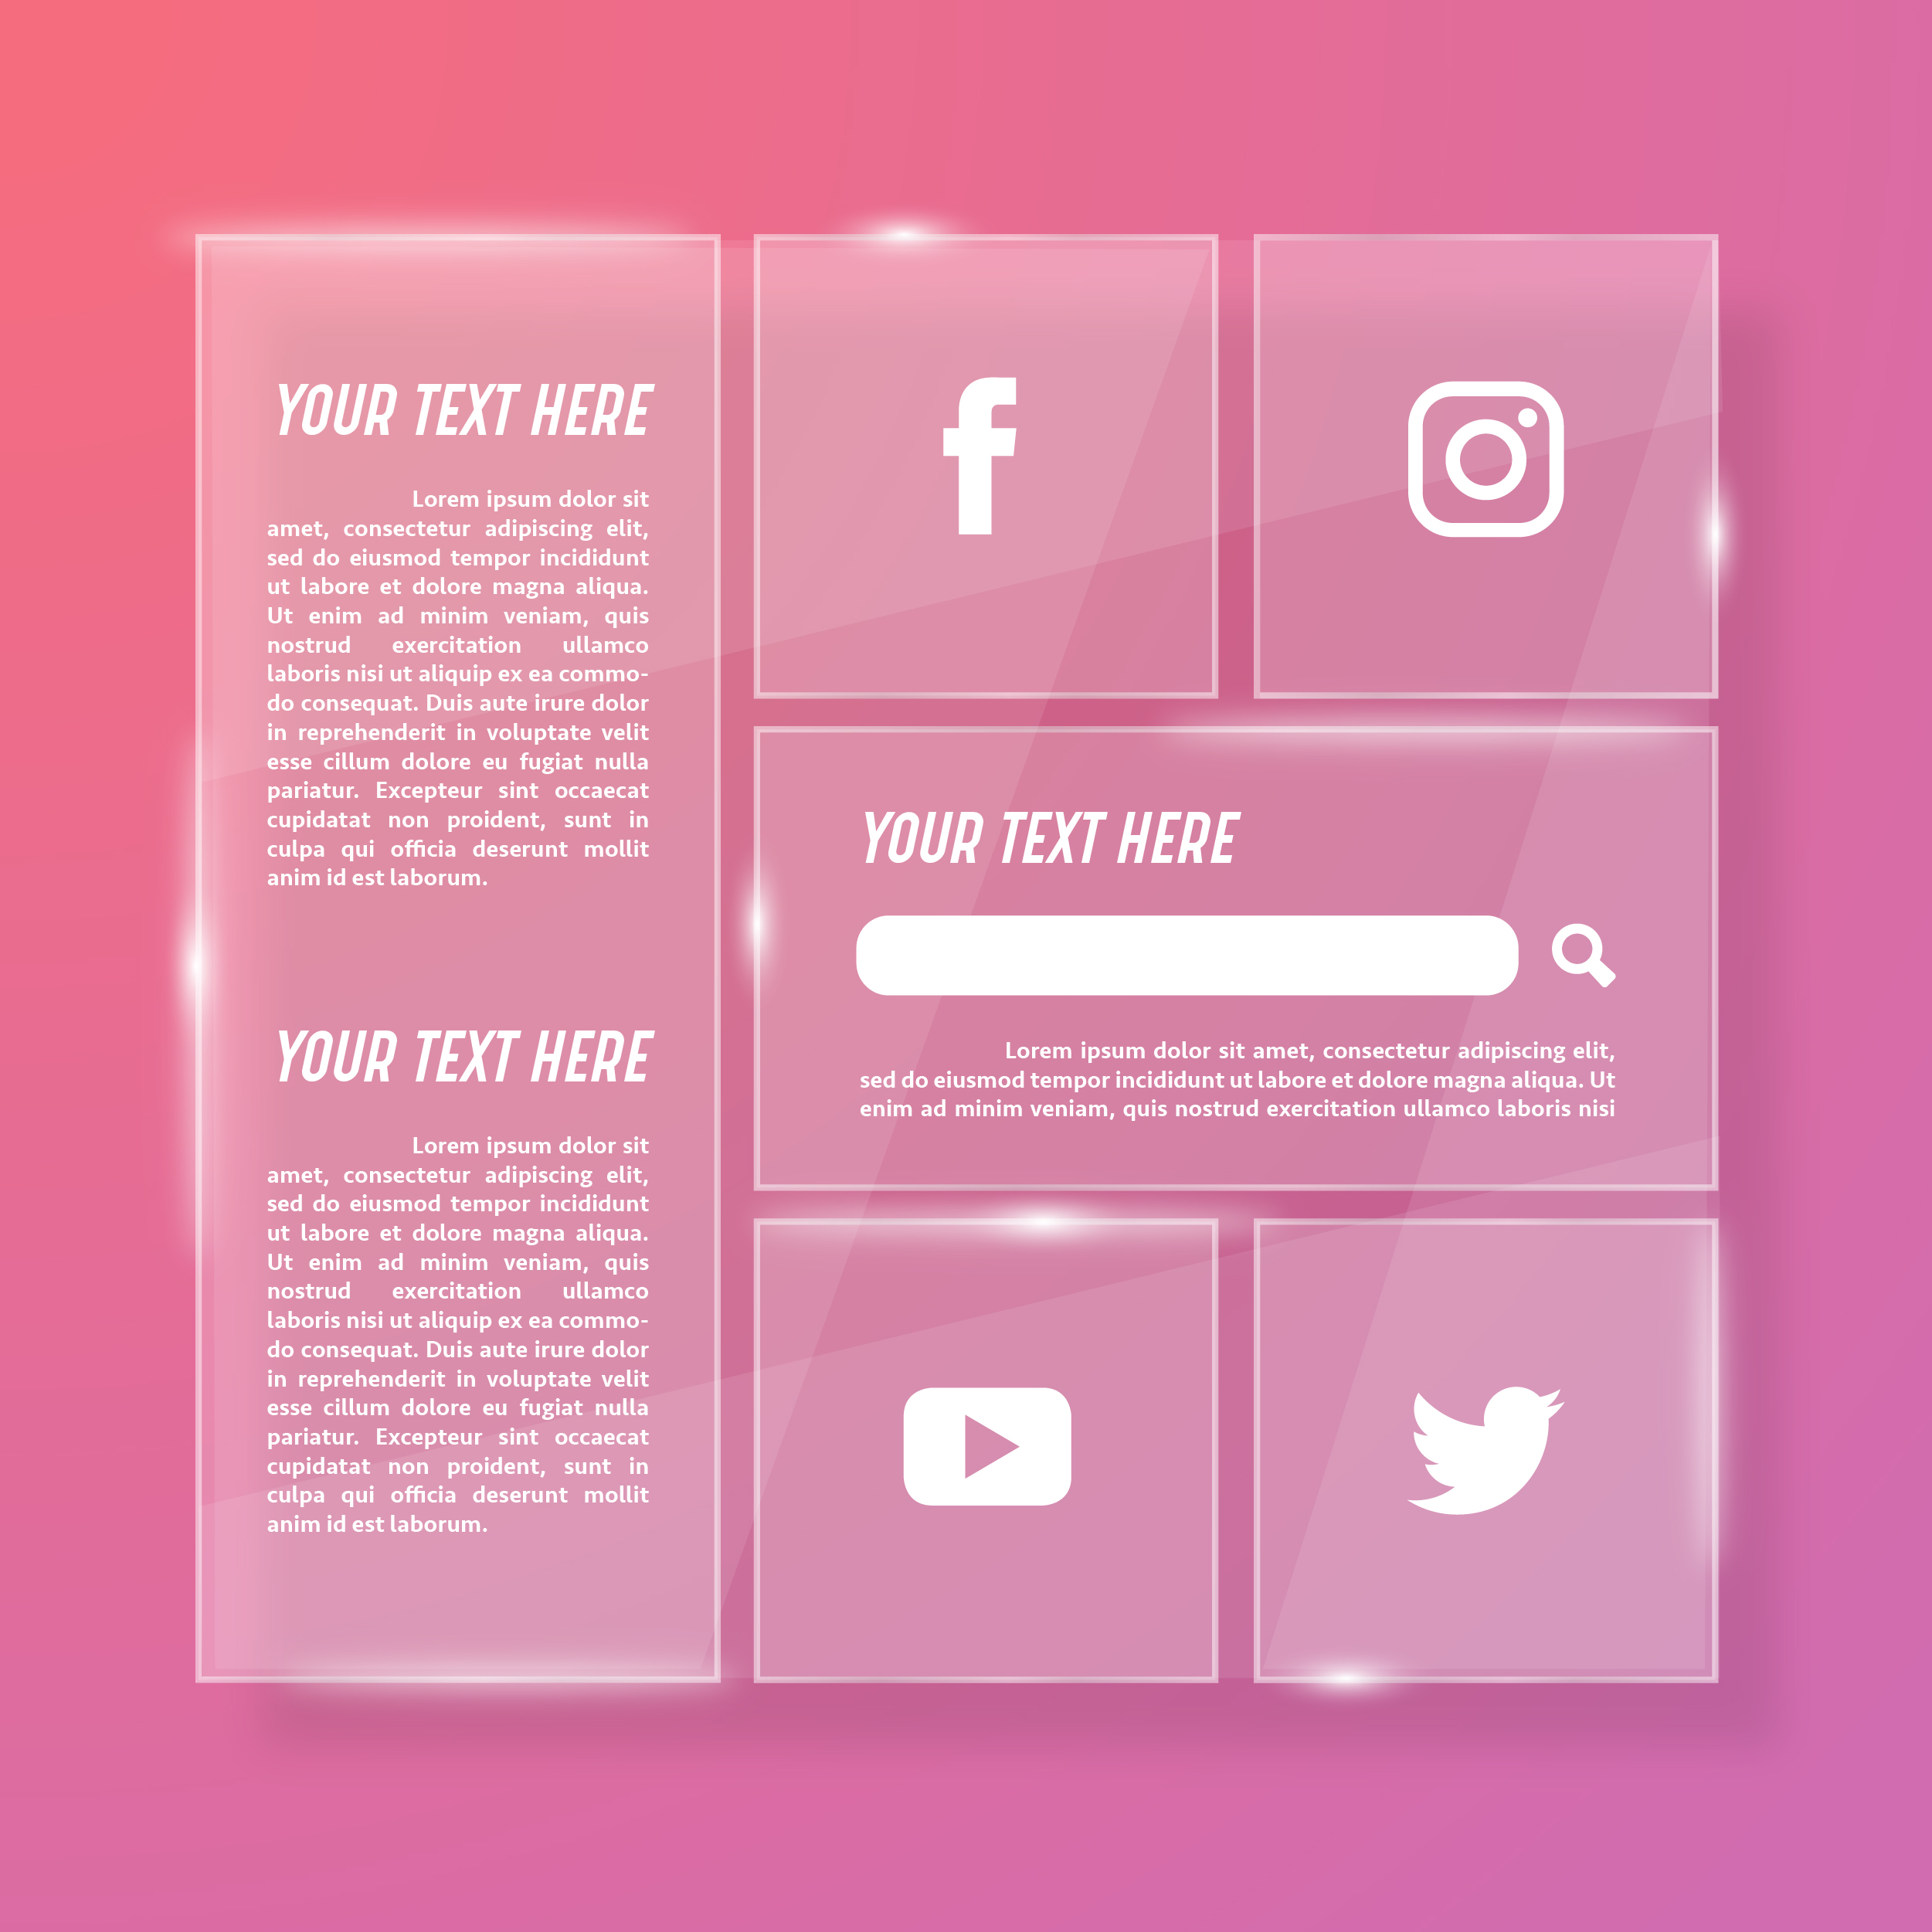 YOUR TEXT HERE
Lorem ipsum dolor sit
amet, consectetur adipiscing elit,
sed do eiusmod tempor incididunt
ut labore et dolore magna aliqua.
Ut enim ad minim veniam, quis
nostrud exercitation ullamco
laboris nisi ut aliquip ex ea commo-
do consequat. Duis aute irure dolor
in reprehenderit in voluptate velit
esse cillum dolore eu fugiat nulla
pariatur. Excepteur sint occaecat
cupidatat non proident, sunt in
culpa qui officia deserunt mollit
anim id est laborum.
YOUR TEXT HERE
Lorem ipsum dolor sit
amet, consectetur adipiscing elit,
sed do eiusmod tempor incididunt
ut labore et dolore magna aliqua.
Ut enim ad minim veniam, quis
nostrud exercitation ullamco
laboris nisi ut aliquip ex ea commo-
do consequat. Duis aute irure dolor
in reprehenderit in voluptate velit
esse cillum dolore eu fugiat nulla
pariatur. Excepteur sint occaecat
cupidatat non proident, sunt in
culpa qui officia deserunt mollit
anim id est laborum.
YOUR TEXT HERE
Lorem ipsum dolor sit amet, consectetur adipiscing elit,
sed do eiusmod tempor incididunt ut labore et dolore magna aliqua. Ut
enim ad minim veniam, quis nostrud exercitation ullamco laboris nisi